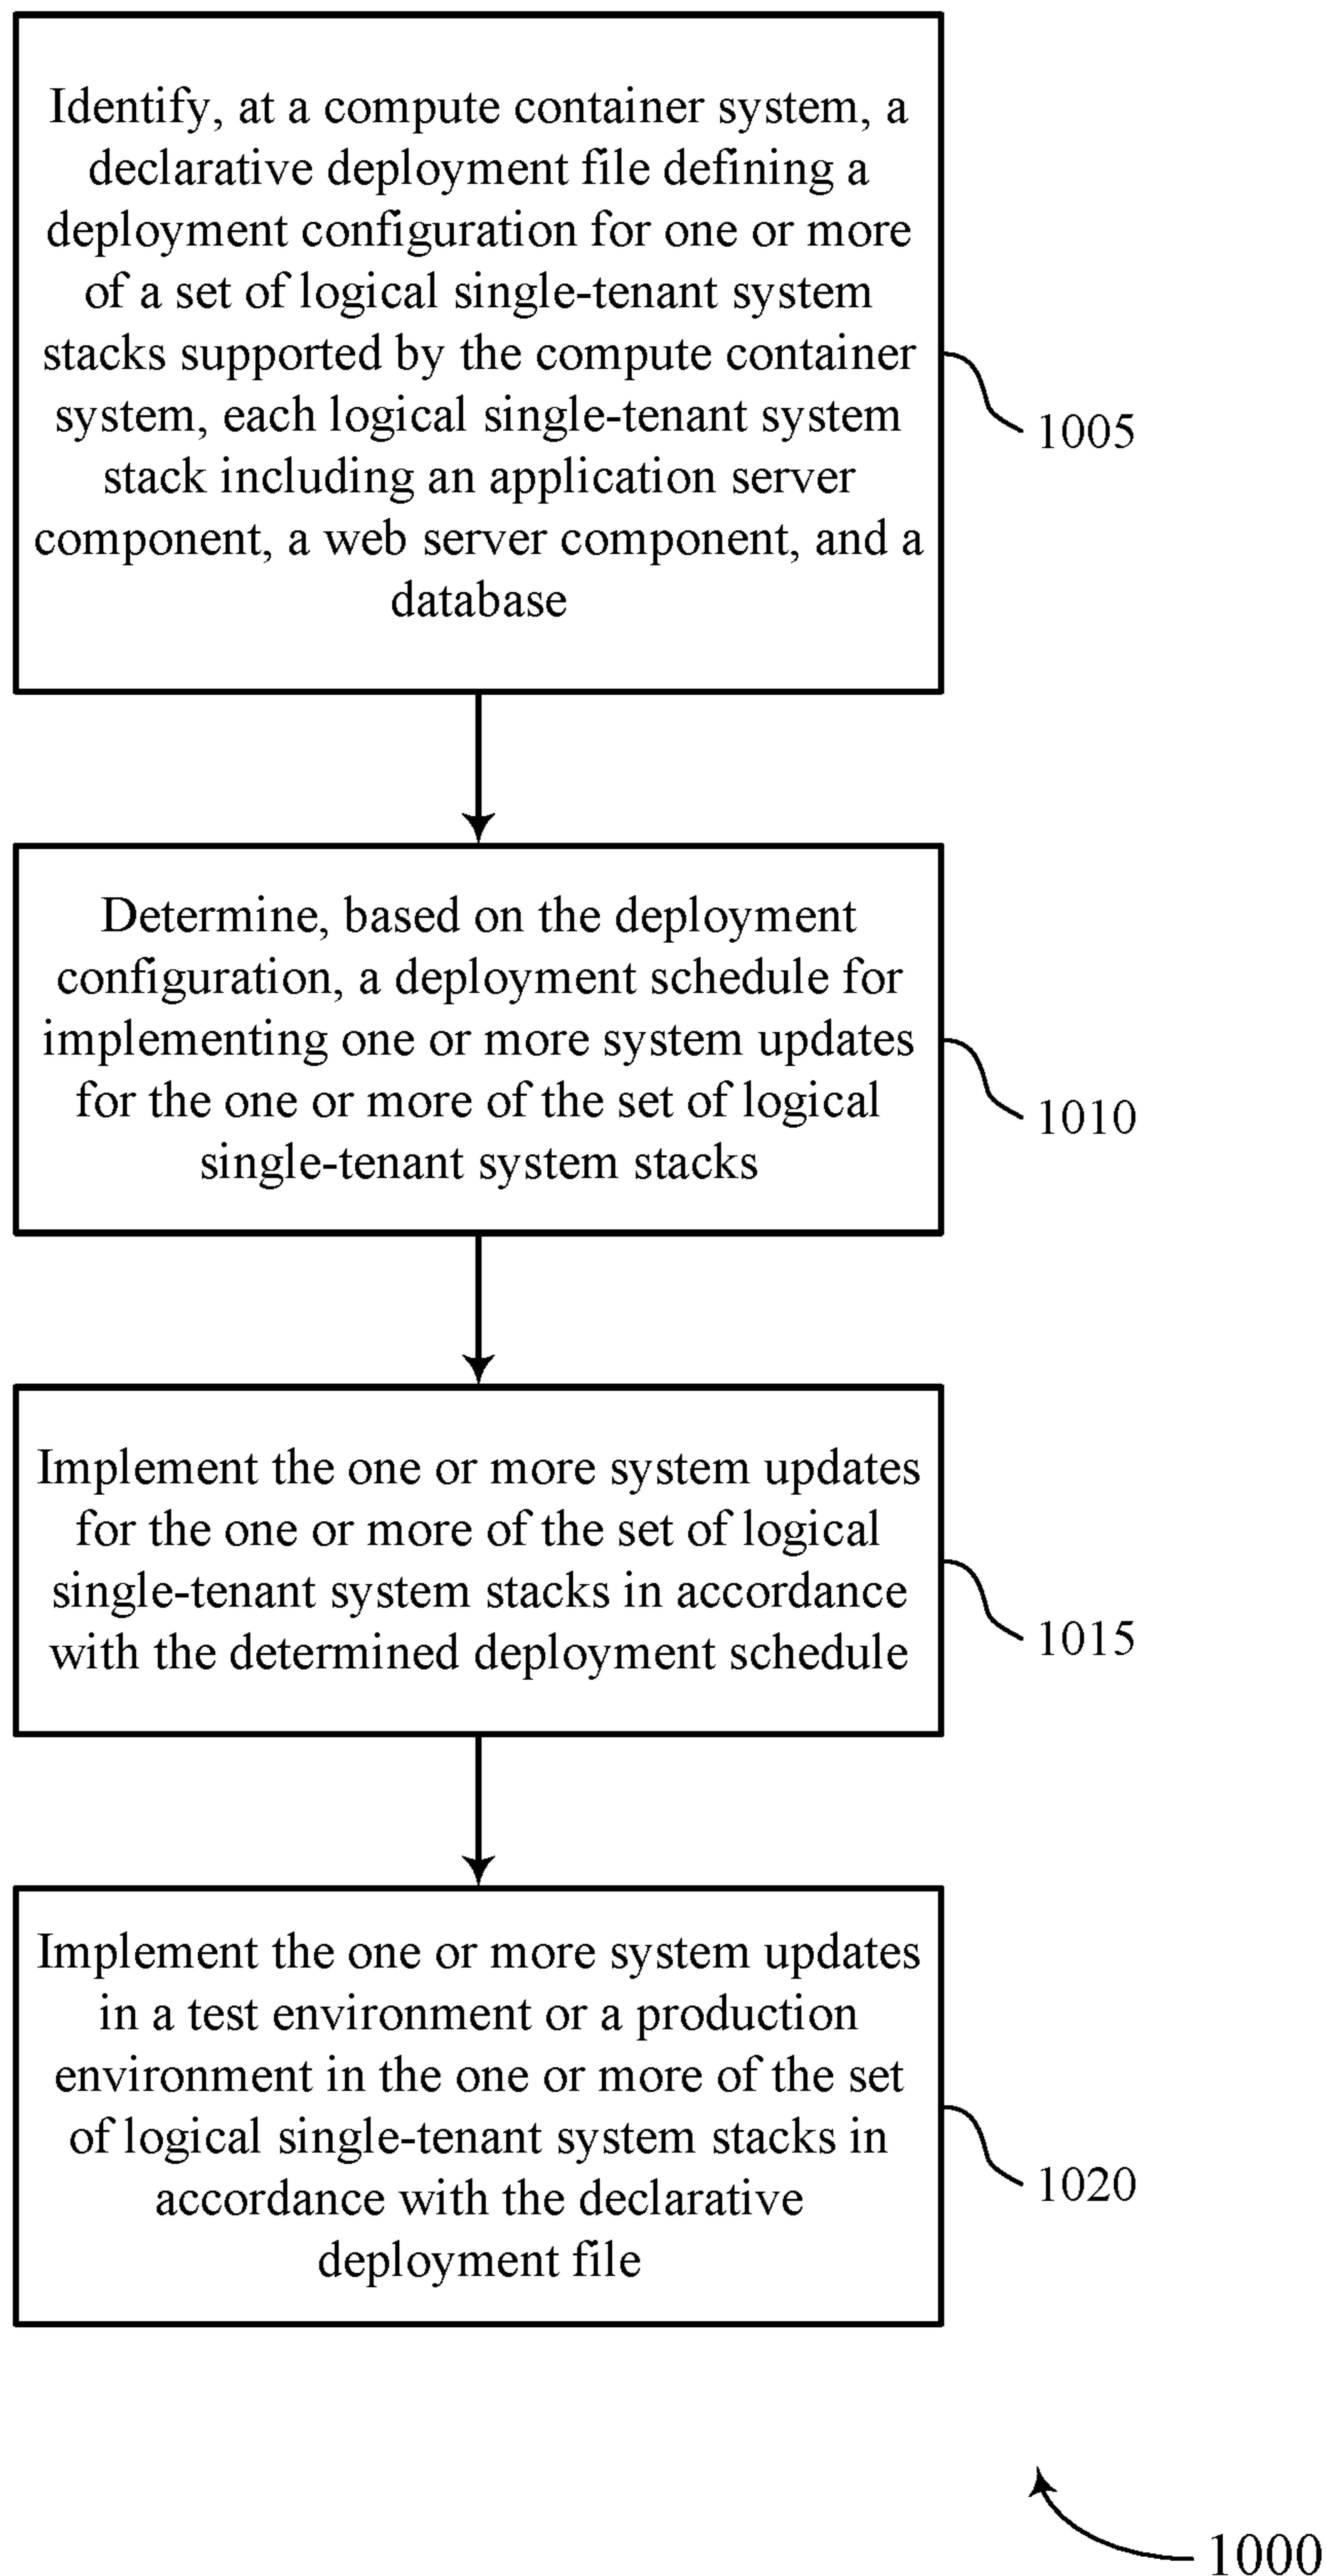 Identify, at a compute container system, a
declarative deployment file defining a
deployment configuration for one or more
of a set of logical single-tenant system
stacks supported by the compute container
system, each logical single-tenant system
stack including an application server
component, a web server component, and a
database
1005
Determine, based on the deployment
configuration, a deployment schedule for
implementing one or more system updates
for the one or more of the set of logical
single-tenant system stacks
1010
Implement the one or more system updates
for the one or more of the set of logical
single-tenant system stacks in accordance
with the determined deployment schedule
1015
Implement the one or more system updates
in a test environment or a production
environment in the one or more of the set
of logical single-tenant system stacks in
accordance with the declarative
deployment file
1020
1000